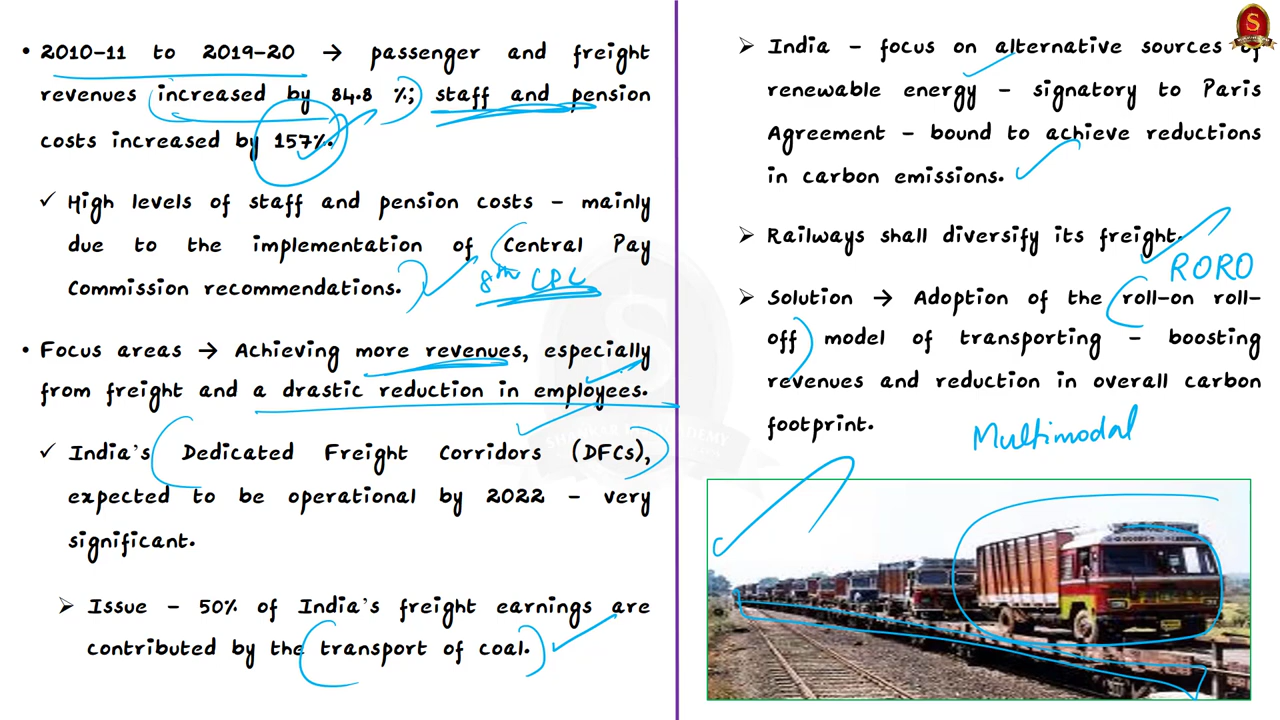 • 2010-11 to 2019-20 → passenger and freight
revenues increased by 84.8 %; staff and pension
costs increased by 157%.
✓ High levels of staff and pension costs – mainly
due to the implementation of Central Pay
Commission recommendations.
8th CPC
• Focus areas → Achieving more revenues, especially
from freight and a drastic reduction in employees.
✓ India's Dedicated Freight Corridors (DFCs),
expected to be operational by 2022 – very
significant.
➢ Issue – 50% of India's freight earnings are
contributed by the transport of coal.
➢ India – focus on alternative sources of
renewable energy – signatory to Paris
Agreement – bound to achieve reductions
in carbon emissions.
➢ Railways shall diversify its freight.
RORO
➢ Solution → Adoption of the roll-on roll-
off model of transporting – boosting
revenues and reduction in overall carbon
footprint.
Multimodal